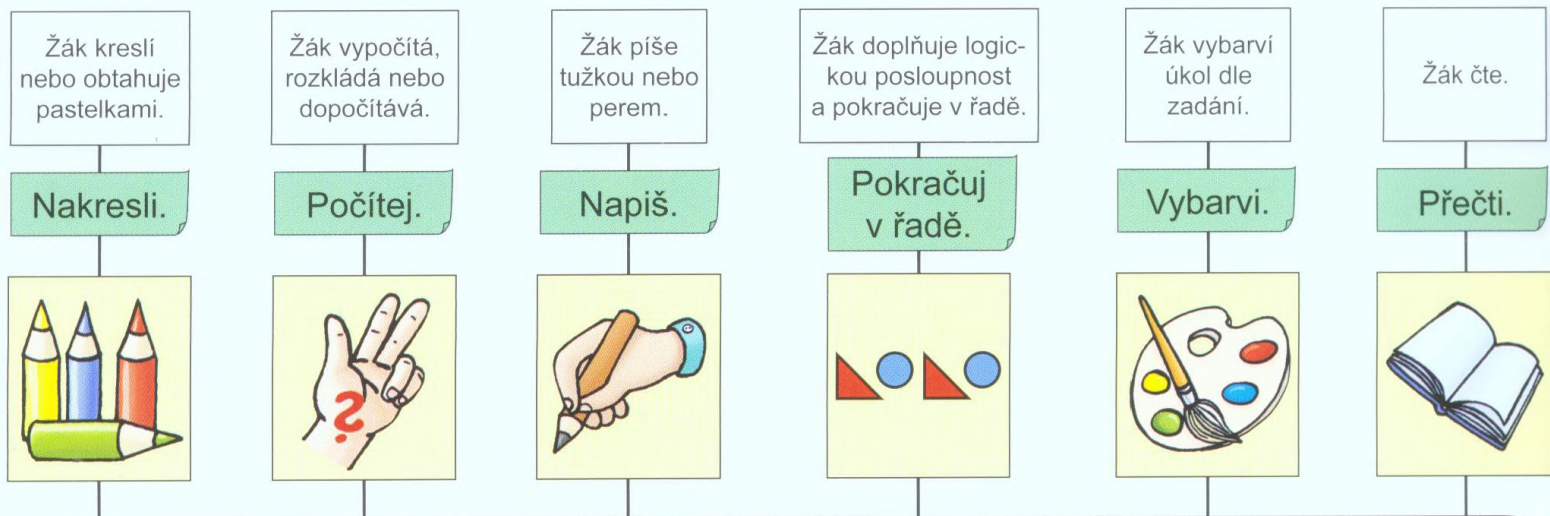 Žák kreslí
nebo obtahuje
pastelkami.
Žák vypočítá,
rozkládá nebo
dopočítává.
Žák píše
tužkou nebo
perem.
Žák doplňuje logic-
kou posloupnost
a pokračuje v řadě.
Žák vybarví
úkol dle
zadání.
Žák čte.
Nakresli.
Počítej.
Napiš.
Pokračuj
v řadě.
Vybarvi.
Přečti.
?